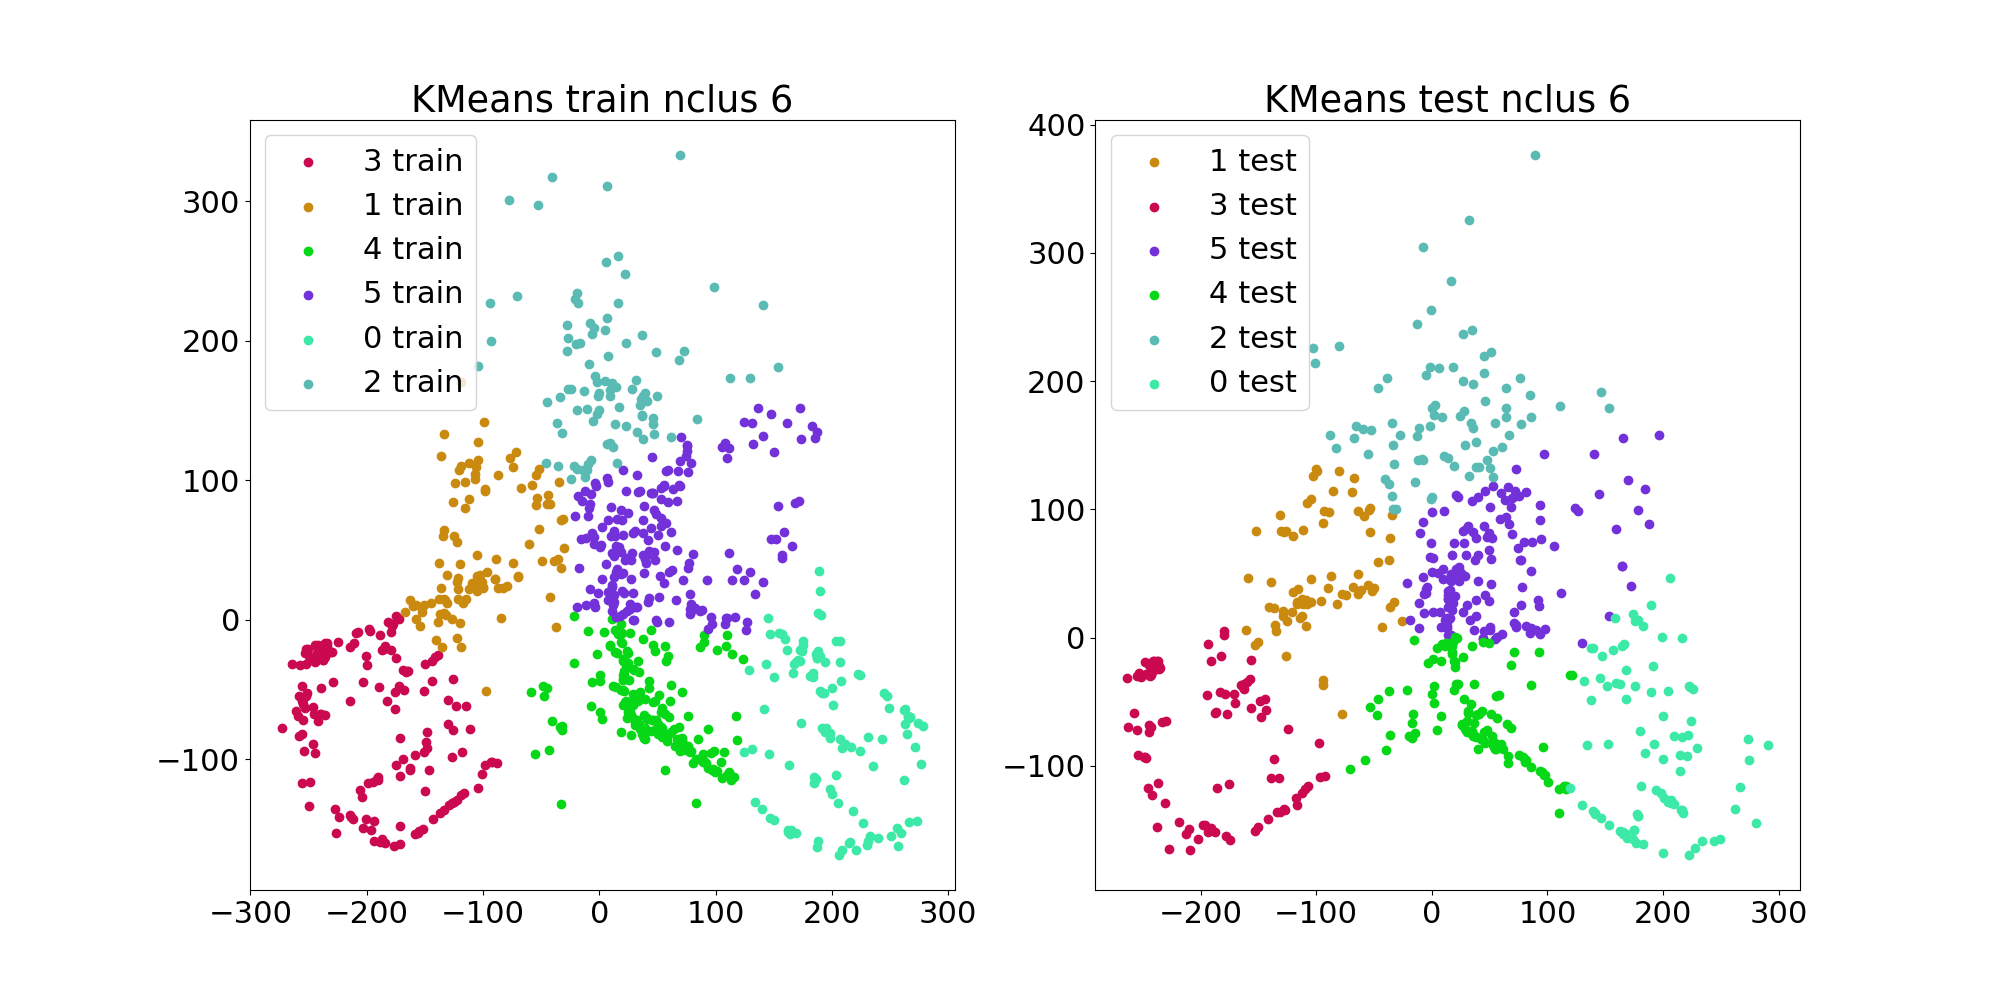 KMeans train nclus 6
3 train
1 train
4 train
5 train
0 train
2 train
300
200
100
0
−100
−300 −200 −100 0 100 200 300
KMeans test nclus 6
1 test
3 test
5 test
4 test
2 test
0 test
400
300
200
100
0
−100
−200 −100 0 100 200 300